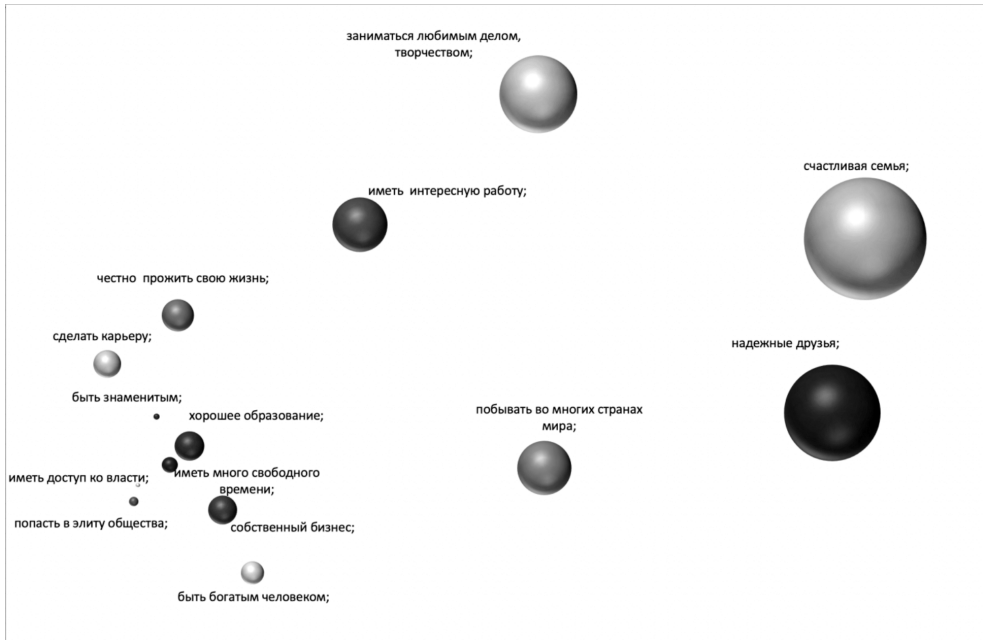 заниматься любимым делом,
творчеством;
счастливая семья;
иметь интересную работу;
честно прожить свою жизнь;
сделать карьеру;
надежные друзья;
быть знаменитым;
хорошее образование;
побывать во многих странах
мира;
иметь доступ ко власти;
иметь много свободного
времени;
попасть в элиту общества;
собственный бизнес;
быть богатым человеком;